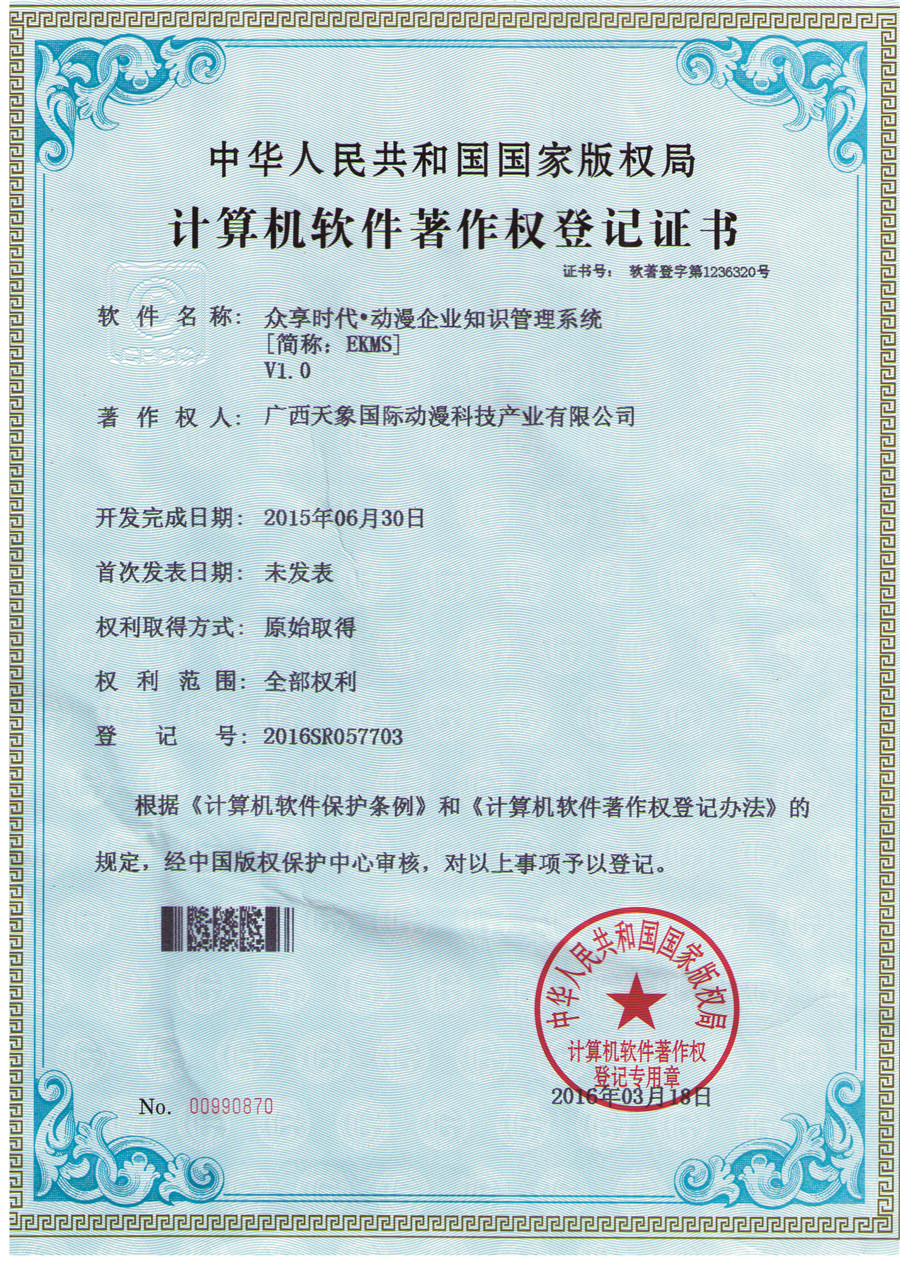 中华人民共和国国家版权局
计算机软件著作权登记证书
证书号： 软著登字第1236320号
软件名称： 众享时代•动漫企业知识管理系统
[简称：EKMS]
V1.0
著作权人： 广西天象国际动漫科技产业有限公司
开发完成日期： 2015年06月30日
首次发表日期： 未发表
权利取得方式： 原始取得
权利范围： 全部权利
登记号： 2016SR057703
根据《计算机软件保护条例》和《计算机软件著作权登记办法》的
规定，经中国版权保护中心审核，对以上事项予以登记。
中华人民共和国国家版权局
计算机软件著作权
登记专用章
2016年03月18日
No. 00990870